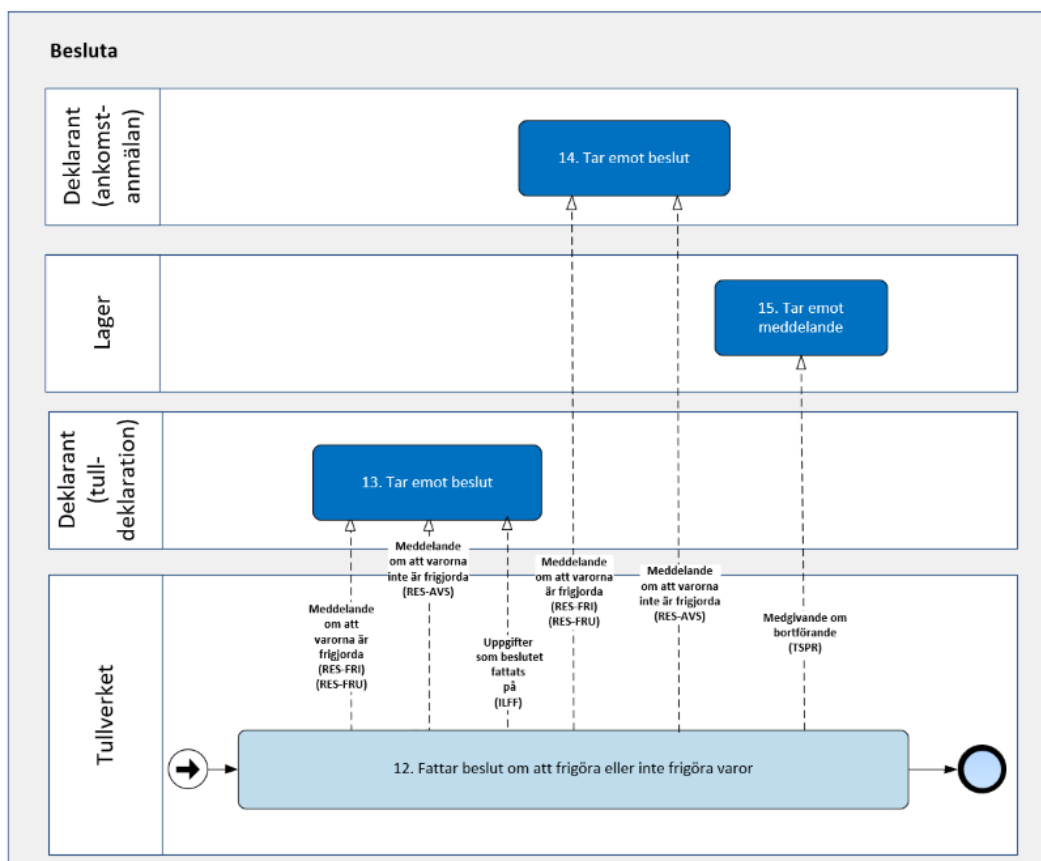 Besluta
Deklarant
(ankomst-
anmälan)
14. Tar emot beslut
Lager
15. Tar emot
meddelande
Deklarant
(tull-
deklaration)
13. Tar emot beslut
Tullverket
Meddelande
om att
varorna är
frigjorda
(RES-FRI)
(RES-FRU)
Meddelande
om att varorna
inte är frigjorda
(RES-AVS)
Uppgifter
som beslutet
fattats
på
(ILFF)
Meddelande
om att varorna
är frigjorda
(RES-FRI)
(RES-FRU)
Meddelande
om att varorna
inte är frigjorda
(RES-AVS)
Medgivande om
bortförande
(TSPR)
12. Fattar beslut om att frigöra eller inte frigöra varor